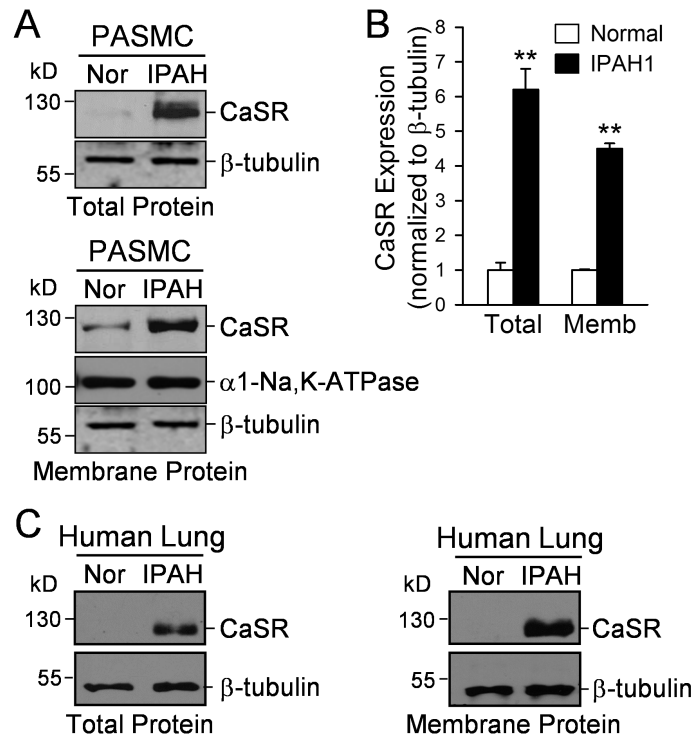 A
PASMC
kD
Nor IPAH
130
CaSR
β-tubulin
55
Total Protein
PASMC
kD
Nor IPAH
130
CaSR
100
α1-Na,K-ATPase
β-tubulin
55
Membrane Protein
B
CaSR Expression
(normalized to β-tubulin)
8
7
6
5
4
3
2
1
0
Normal
IPAH1
**
**
Total Memb
C
Human Lung
kD
Nor IPAH
130
CaSR
55
β-tubulin
Total Protein
Human Lung
kD
Nor IPAH
130
CaSR
55
β-tubulin
Membrane Protein